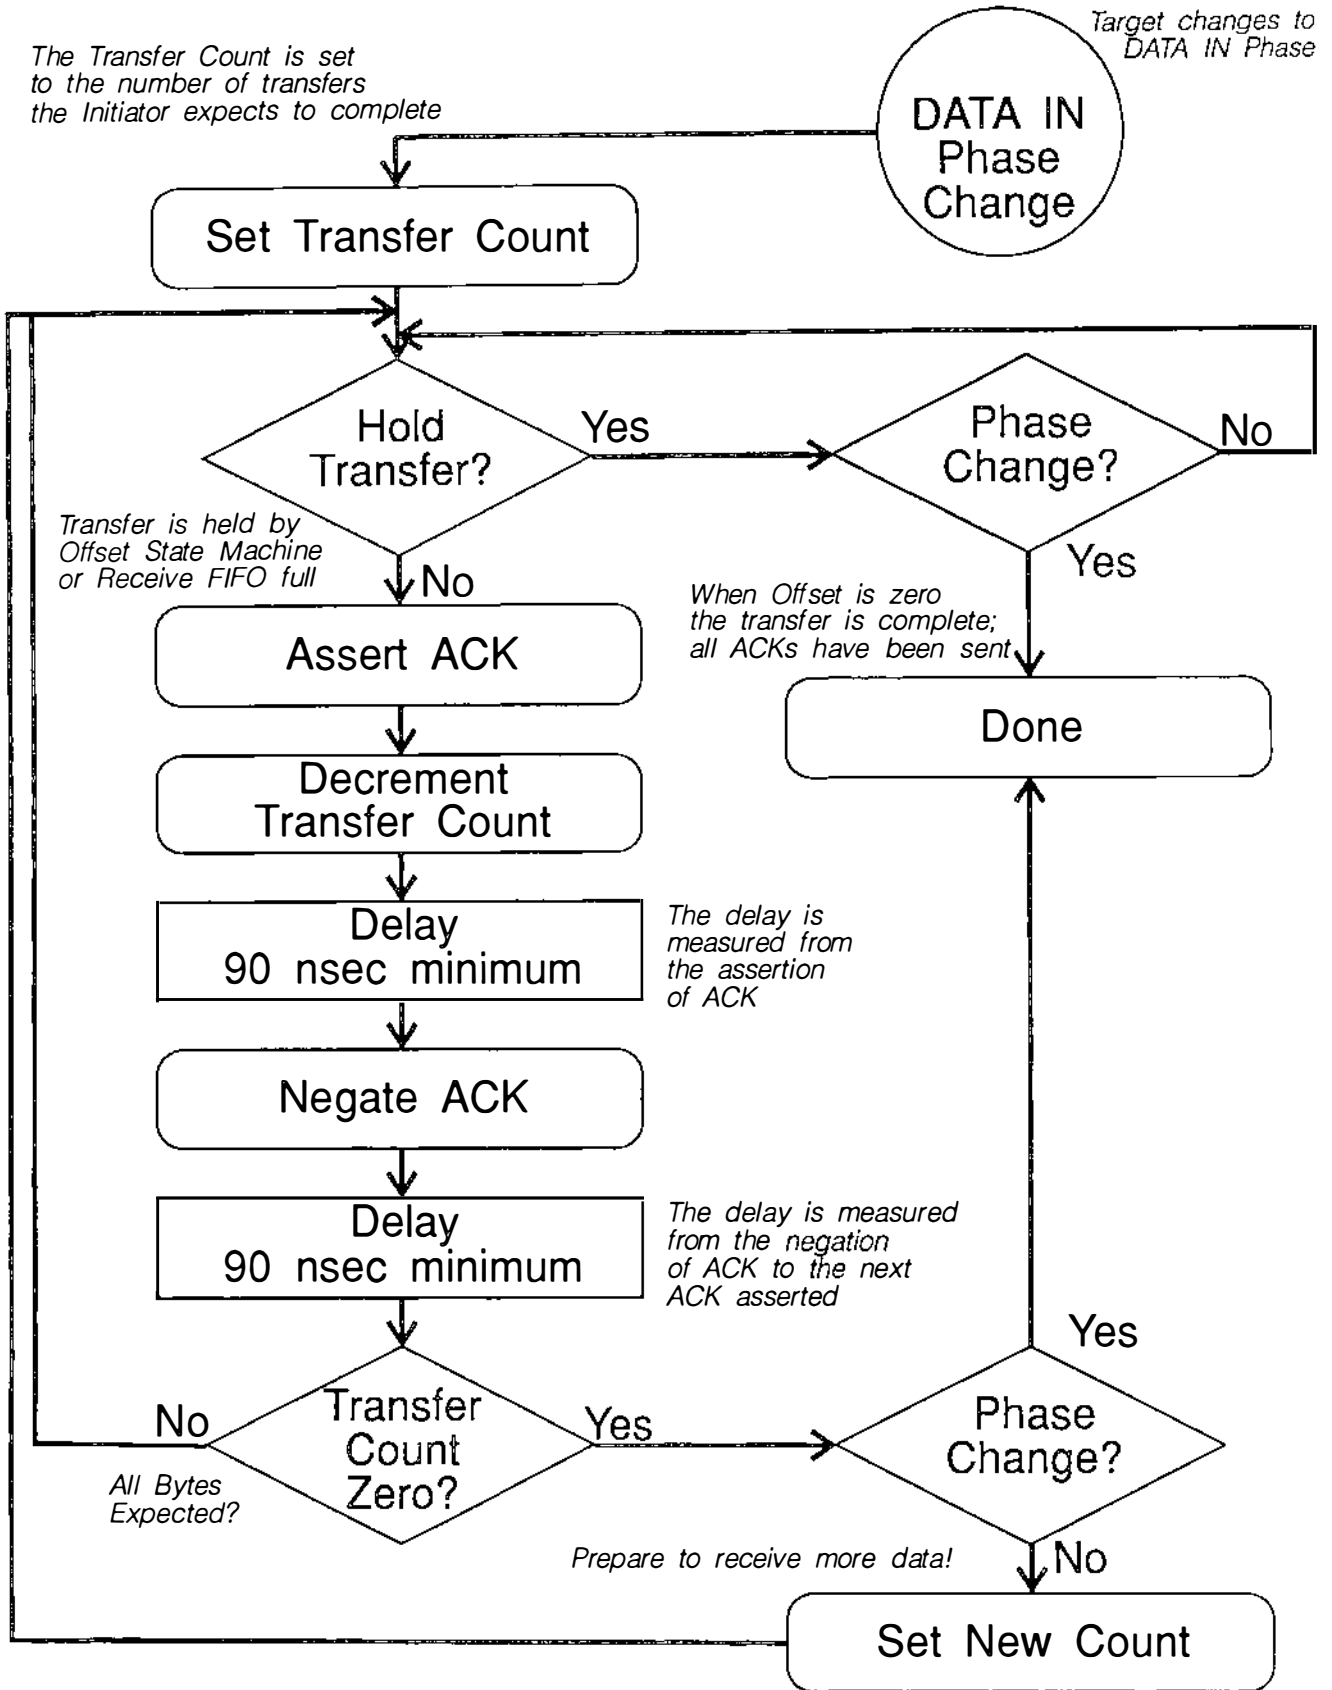 The Transfer Count is set
to the number of transfers
the Initiator expects to complete
Target changes to
DATA IN Phase
DATA IN
Phase
Change
Set Transfer Count
Hold
Transfer?
Yes
Phase
Change?
No
Transfer is held by
Offset State Machine
or Receive FIFO full
No
Yes
When Offset is zero
the transfer is complete;
all ACKs have been sent
Assert ACK
Done
Decrement
Transfer Count
Delay
90 nsec minimum
The delay is
measured from
the assertion
of ACK
Negate ACK
Delay
90 nsec minimum
The delay is measured
from the negation
of ACK to the next
ACK asserted
Yes
No
Transfer
Count
Zero?
Yes
Phase
Change?
All Bytes
Expected?
Prepare to receive more data!
No
Set New Count